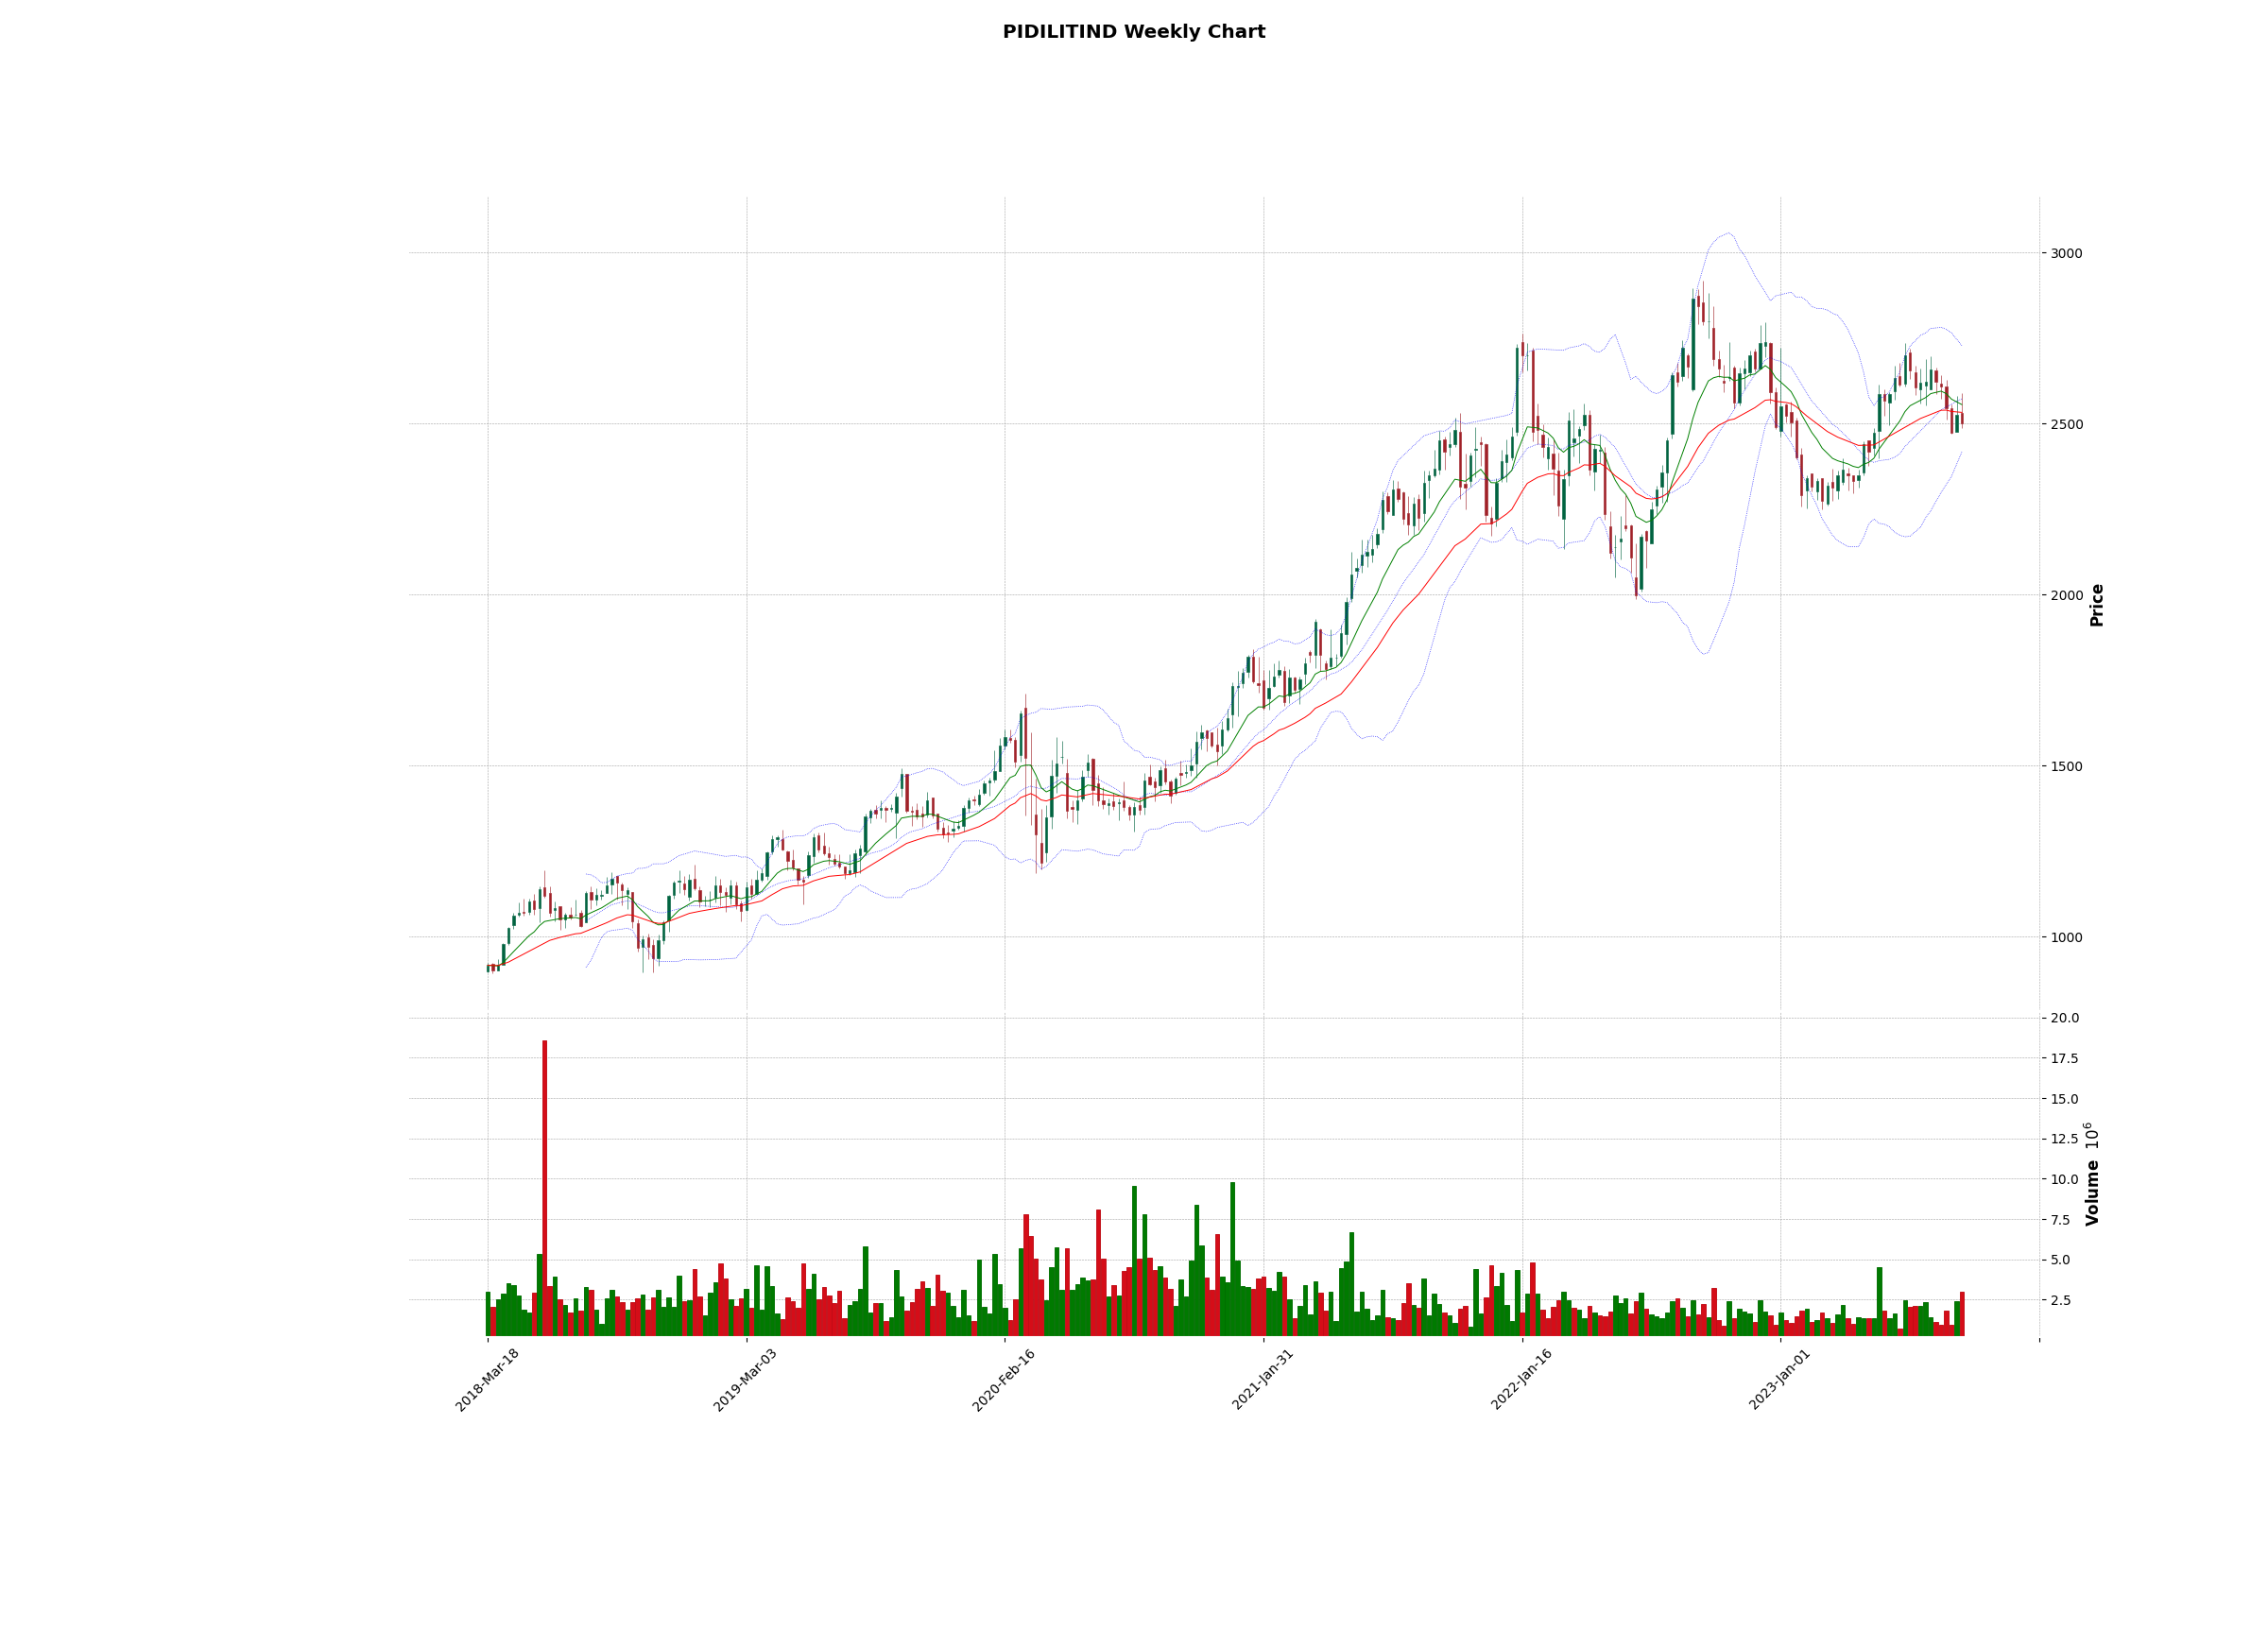 PIDILITIND Weekly Chart
3000
2500
2000
1500
1000
Price
20.0
17.5
15.0
12.5
10.0
7.5
5.0
2.5
Volume 10⁶
2018-Mar-18
2019-Mar-03
2020-Feb-16
2021-Jan-31
2022-Jan-16
2023-Jan-01